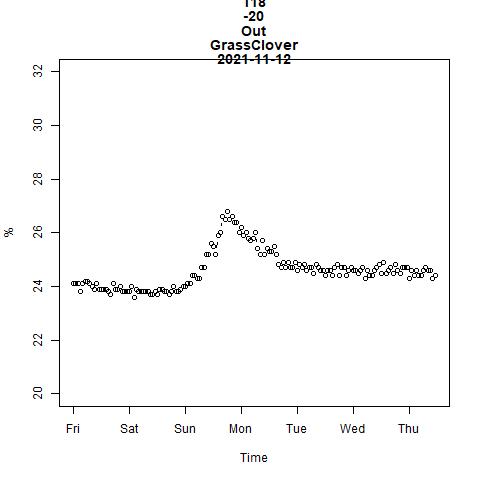 T18
-20
Out
GrassClover
2021-11-12
32
30
28
26
24
22
20
%
Fri
Sat
Sun
Mon
Tue
Wed
Thu
Time